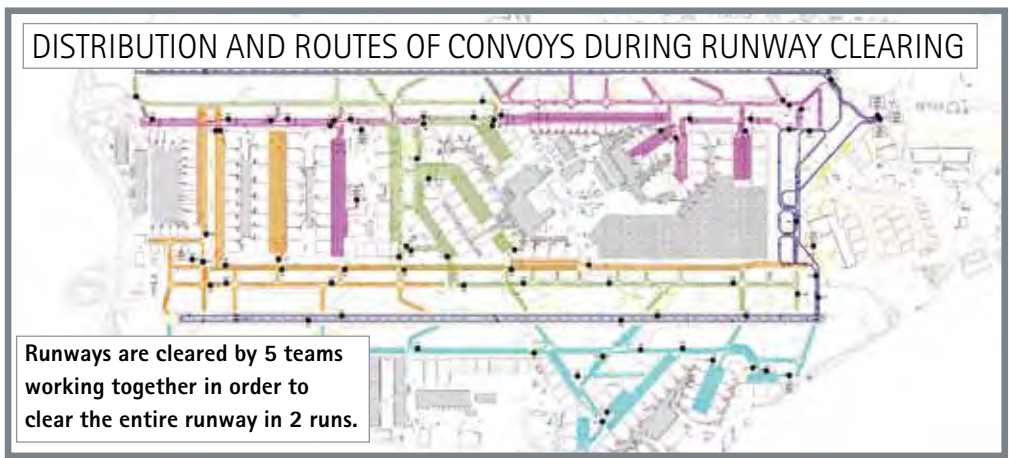 DISTRIBUTION AND ROUTES OF CONVOYS DURING RUNWAY CLEARING
Runways are cleared by 5 teams
working together in order to
clear the entire runway in 2 runs.